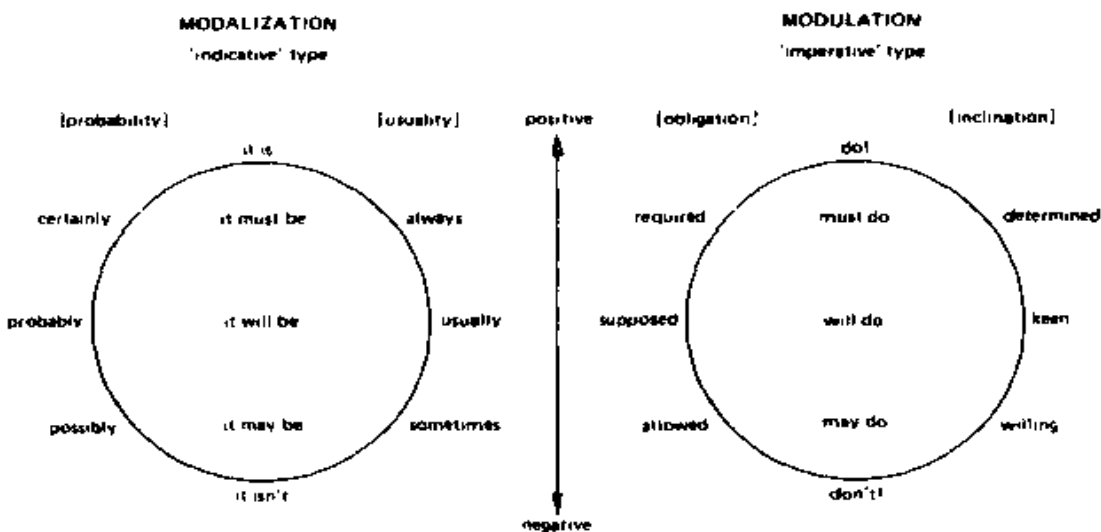 MODALIZATION
'indicative' type
MODULATION
'imperative' type
[probability]
[usuality]
positive
[obligation]
[inclination]
it is
do!
certainly
it must be
always
required
must do
determined
probably
it will be
usually
supposed
will do
keen
possibly
it may be
sometimes
allowed
may do
willing
it isn't
don't!
negative